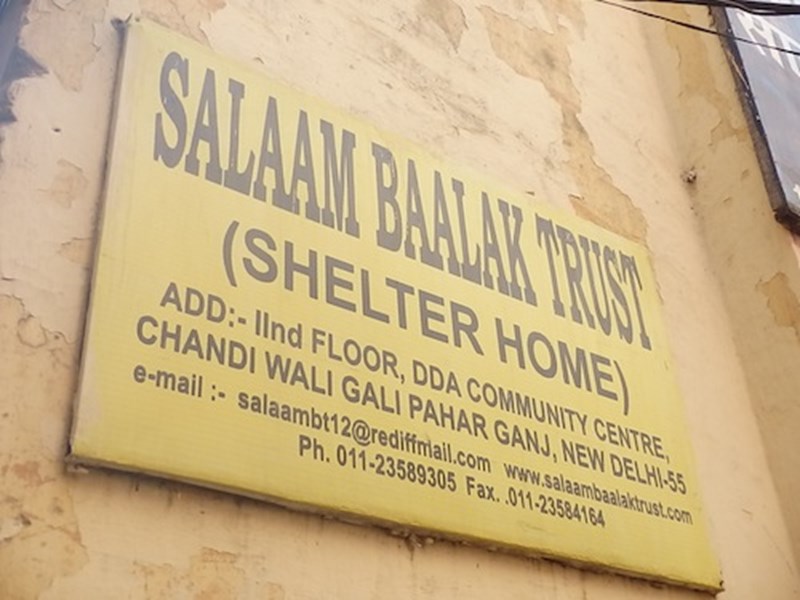 SALAAM BAALAK TRUST
(SHELTER HOME)
ADD:- IInd FLOOR, DDA COMMUNITY CENTRE,
CHANDI WALI GALI PAHAR GANJ, NEW DELHI-55
e-mail :- salaambt12@rediffmail.com www.salaambaalaktrust.com
Ph. 011-23589305 Fax. .011-23584164